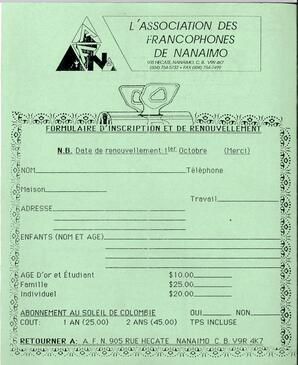 L'ASSOCIATION DES
FRANCOPHONES
DE NANAIMO
FORMULAIRE D'INSCRIPTION ET DE RENOUVELLEMENT
N.B. Date de renouvellement 1ier Octobre (Merci)
NOM Téléphone
Maison
Travail
ADRESSE
ENFANTS (NOM ET AGE)
AGE D'or et Étudiant $10.00
Famille $25.00
Individuel $20.00
ABONNEMENT AU SOLEIL DE COLOMBIE OUI NON
COUT: 1 AN (25.00) 2 ANS (45.00) TPS INCLUSE
RETOURNER A: A.F.N. 905 RUE HECATE NANAIMO C.B V9R 4K7